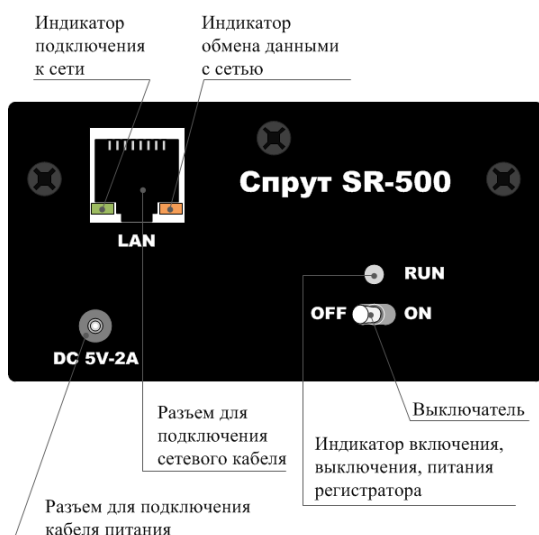 Индикатор
подключения
к сети
Индикатор
обмена данными
с сетью
Спрут SR-500
LAN
RUN
OFF
ON
DC 5V-2A
Разъем для
подключения
сетевого кабеля
Выключатель
Индикатор включения,
выключения, питания
регистратора
Разъем для подключения
кабеля питания